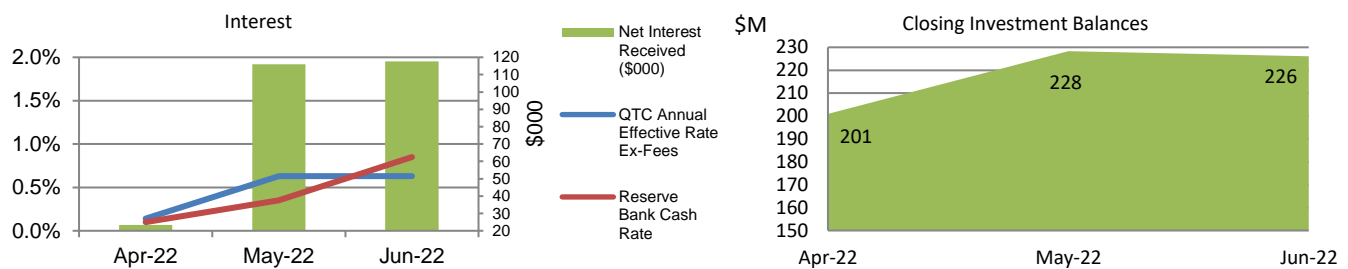 Interest
2.0%
1.5%
1.0%
0.5%
0.0%
120
110
100
90
80
70
60
50
40
30
20
$000
Apr-22 May-22 Jun-22
Net Interest
Received
($000)
QTC Annual
Effective Rate
Ex-Fees
Reserve
Bank Cash
Rate
$M
Closing Investment Balances
230
220
210
200
190
180
170
160
150
201
228
226
Apr-22 May-22 Jun-22